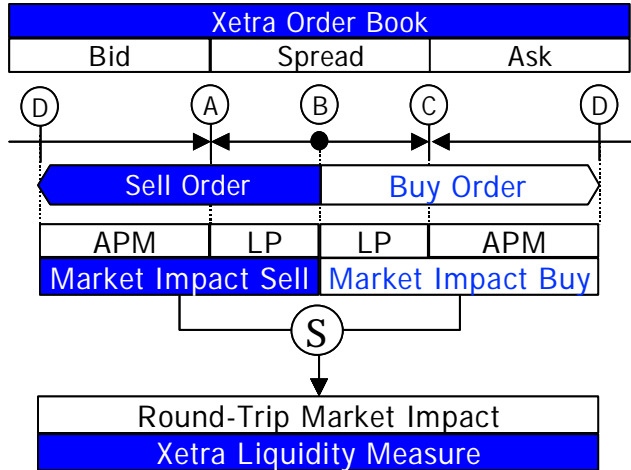 Xetra Order Book
Bid Spread Ask
D A B C D
Sell Order Buy Order
APM LP LP APM
Market Impact Sell Market Impact Buy
S
Round-Trip Market Impact
Xetra Liquidity Measure